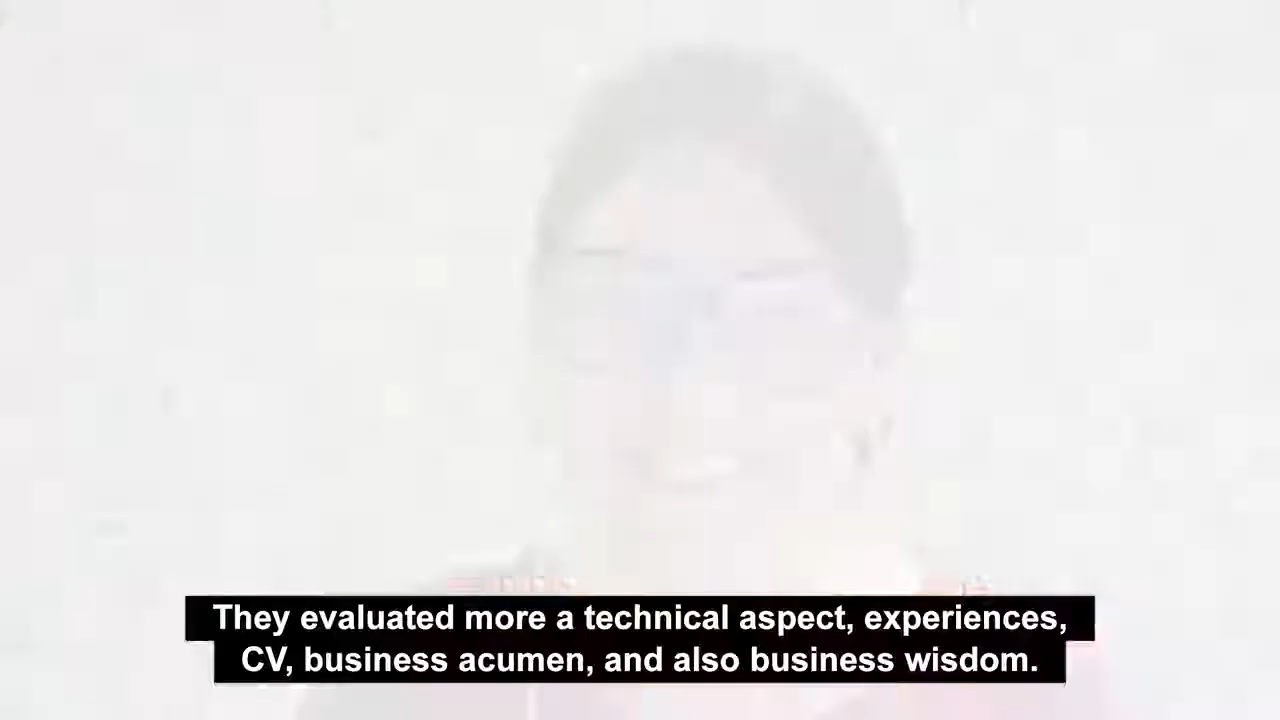 They evaluated more a technical aspect, experiences,
CV, business acumen, and also business wisdom.